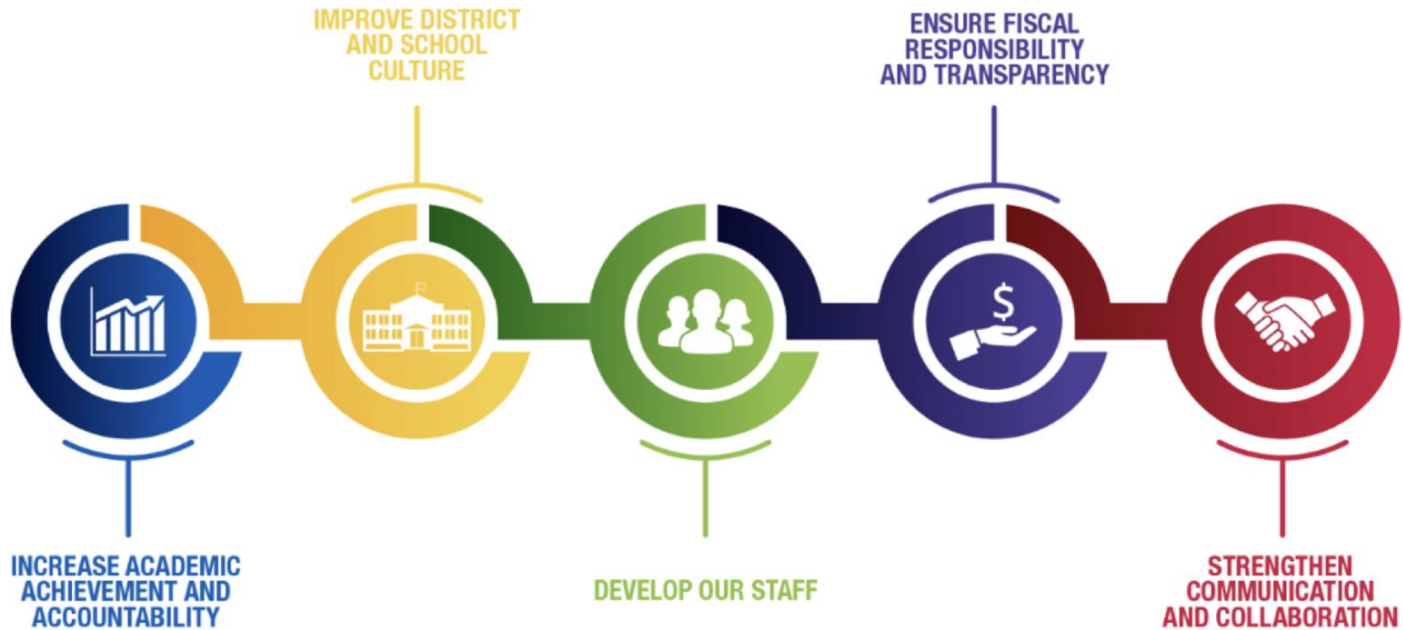 IMPROVE DISTRICT
AND SCHOOL
CULTURE
ENSURE FISCAL
RESPONSIBILITY
AND TRANSPARENCY
$
INCREASE ACADEMIC
ACHIEVEMENT AND
ACCOUNTABILITY
DEVELOP OUR STAFF
STRENGTHEN
COMMUNICATION
AND COLLABORATION